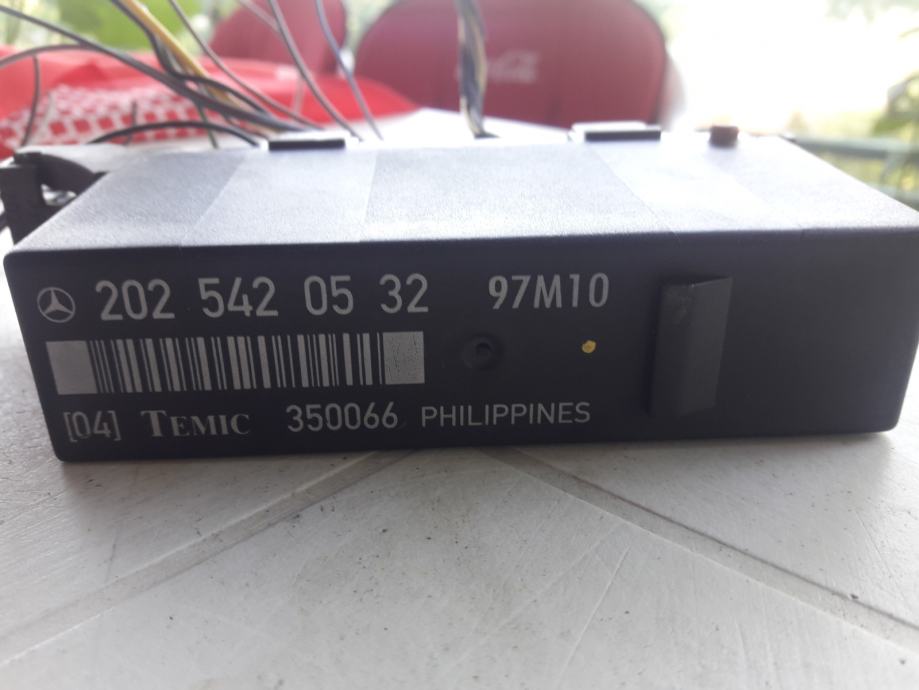 202 542 05 32 97M10
[04] TEMIC 350066 PHILIPPINES